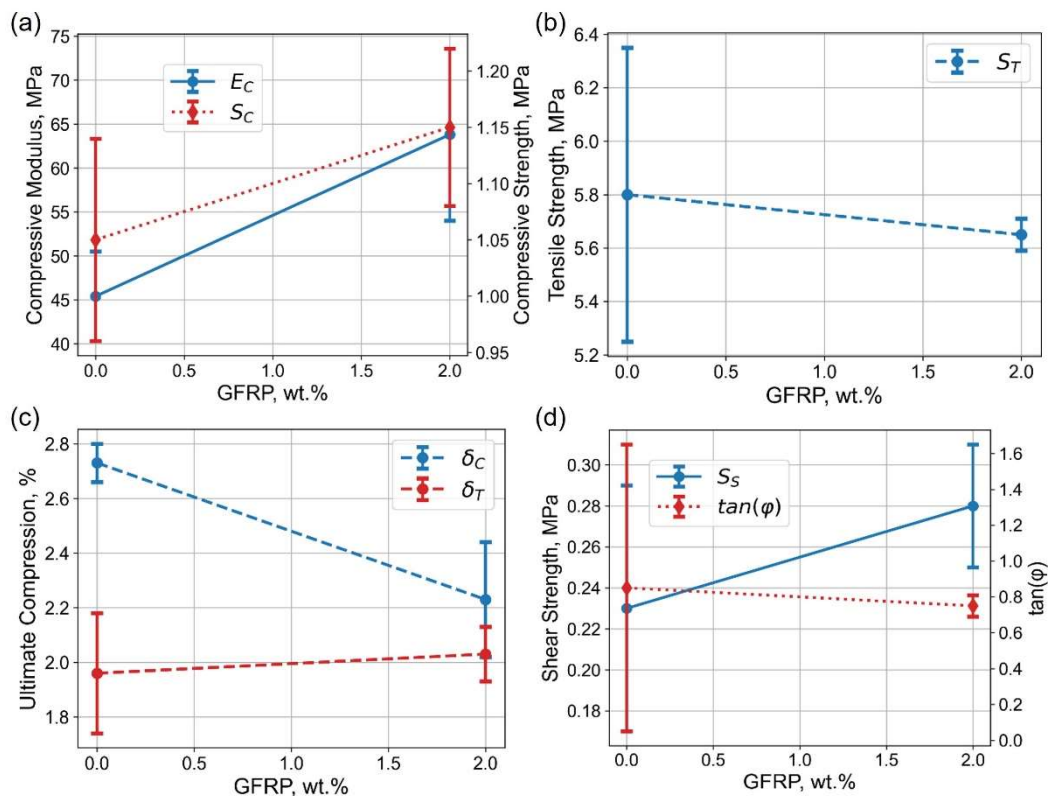 (a)
75
70
65
60
55
50
45
40
Compressive Modulus, MPa
E_C
S_C
1.20
1.15
1.10
1.05
1.00
0.95
Compressive Strength, MPa
0.0 0.5 1.0 1.5 2.0
GFRP, wt.%
(b)
6.4
6.2
6.0
5.8
5.6
5.4
5.2
Tensile Strength, MPa
S_T
0.0 0.5 1.0 1.5 2.0
GFRP, wt.%
(c)
2.8
2.6
2.4
2.2
2.0
1.8
Ultimate Compression, %
δ_C
δ_T
0.0 0.5 1.0 1.5 2.0
GFRP, wt.%
(d)
0.30
0.28
0.26
0.24
0.22
0.20
0.18
Shear Strength, MPa
S_S
tan(φ)
1.6
1.4
1.2
1.0
0.8
0.6
0.4
0.2
0.0
tan(φ)
0.0 0.5 1.0 1.5 2.0
GFRP, wt.%